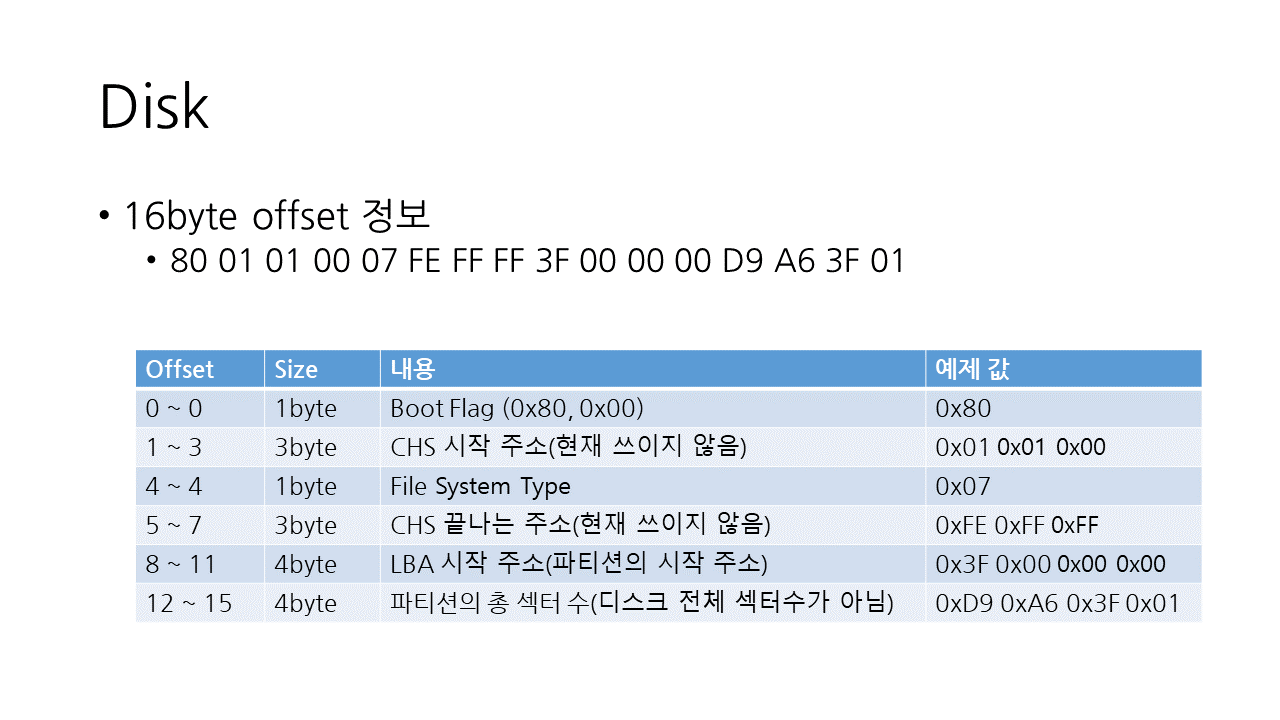 Disk
• 16byte offset 정보
• 80 01 01 00 07 FE FF FF 3F 00 00 00 D9 A6 3F 01
Offset Size 내용 예제 값
0 ~ 0 1byte Boot Flag (0x80, 0x00) 0x80
1 ~ 3 3byte CHS 시작 주소(현재 쓰이지 않음) 0x01 0x01 0x00
4 ~ 4 1byte File System Type 0x07
5 ~ 7 3byte CHS 끝나는 주소(현재 쓰이지 않음) 0xFE 0xFF 0xFF
8 ~ 11 4byte LBA 시작 주소(파티션의 시작 주소) 0x3F 0x00 0x00 0x00
12 ~ 15 4byte 파티션의 총 섹터 수(디스크 전체 섹터수가 아님) 0xD9 0xA6 0x3F 0x01